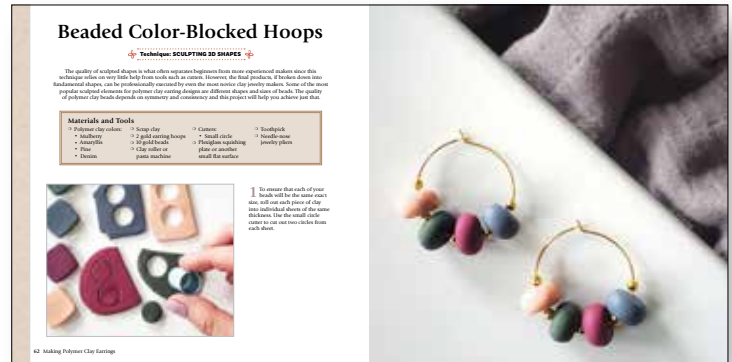 Beaded Color-Blocked Hoops
Technique: SCULPTING 3D SHAPES
The quality of sculpted shapes is what often separates beginners from more experienced makers since this
technique relies on very little help from tools such as cutters. However, the final products, if broken down into
fundamental shapes, can be professionally executed by even the most novice clay jewelry makers. Some of the most
popular sculpted elements for polymer clay earring designs are different shapes and sizes of beads. The quality
of polymer clay beads depends on symmetry and consistency and this project will help you achieve just that.
Materials and Tools
❍ Polymer clay colors:
• Mulberry
• Amaryllis
• Pine
• Denim
❍ Scrap clay
❍ 2 gold earring hoops
❍ 10 gold beads
❍ Clay roller or
pasta machine
❍ Cutters:
• Small circle
❍ Plexiglass squishing
plate or another
small flat surface
❍ Toothpick
❍ Needle-nose
jewelry pliers
1 To ensure that each of your
beads will be the same exact
size, roll out each piece of clay
into individual sheets of the same
thickness. Use the small circle
cutter to cut out two circles from
each sheet.
62 Making Polymer Clay Earrings